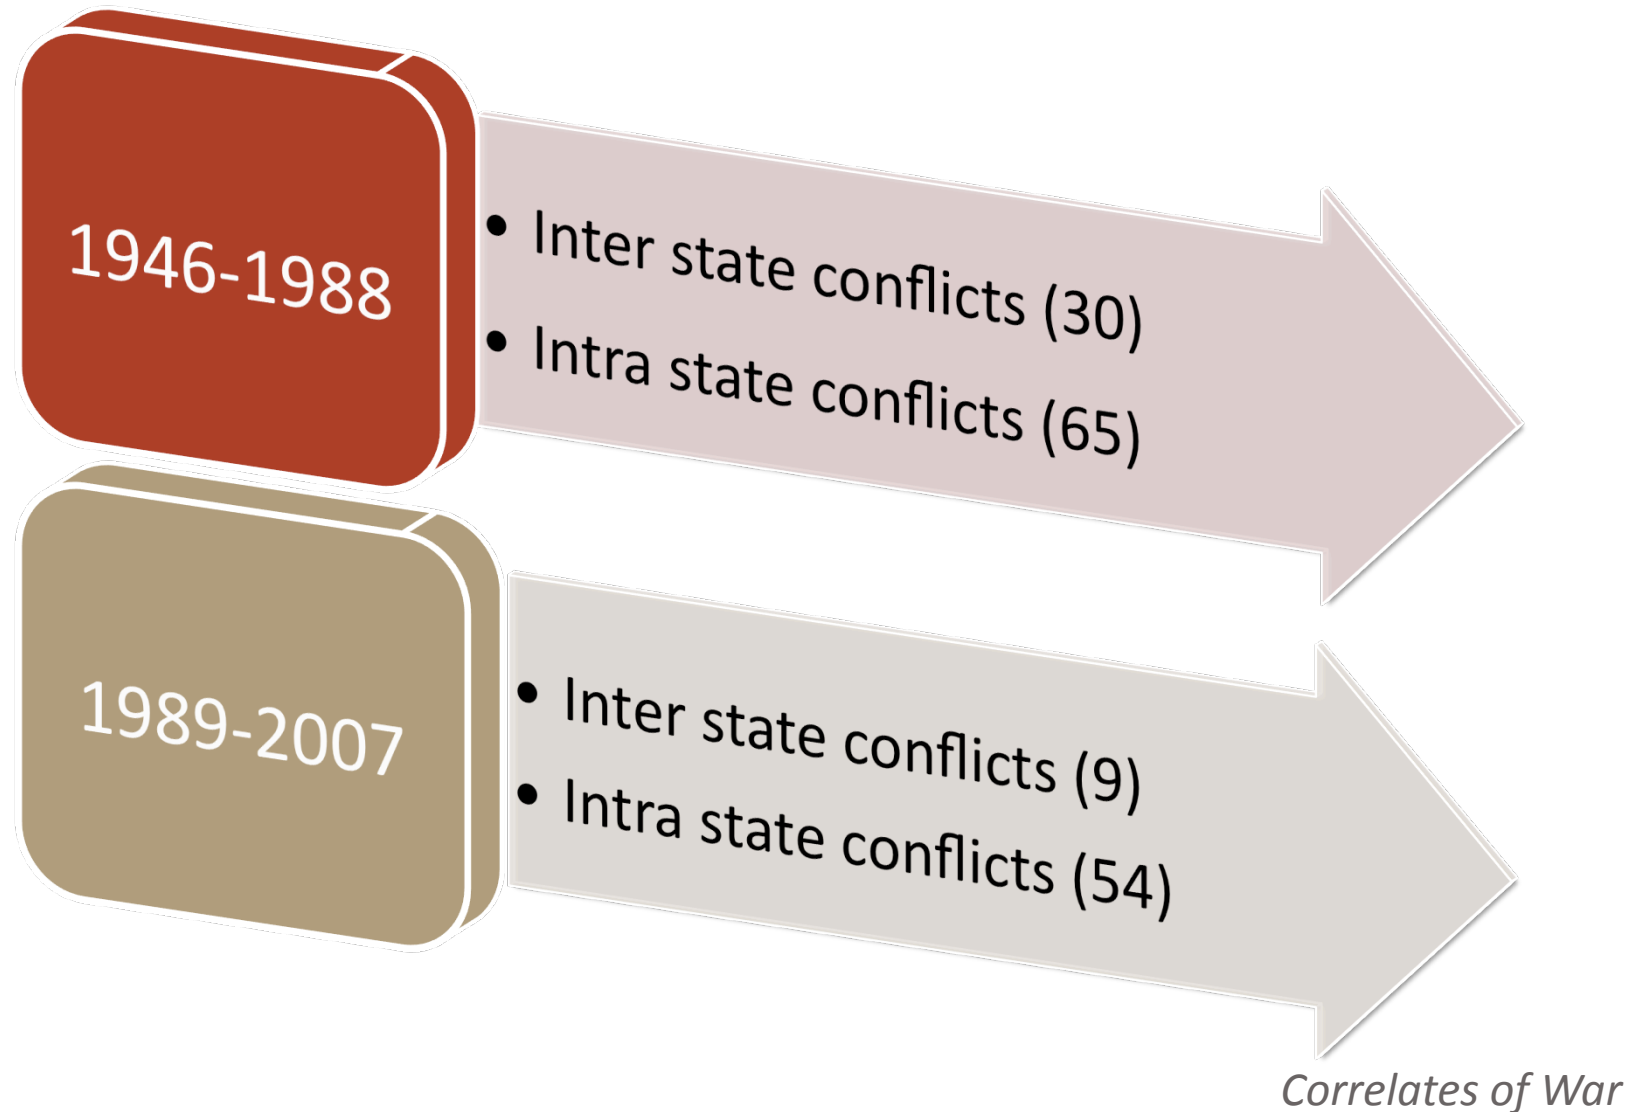 1946-1988
• Inter state conflicts (30)
• Intra state conflicts (65)
1989-2007
• Inter state conflicts (9)
• Intra state conflicts (54)
Correlates of War